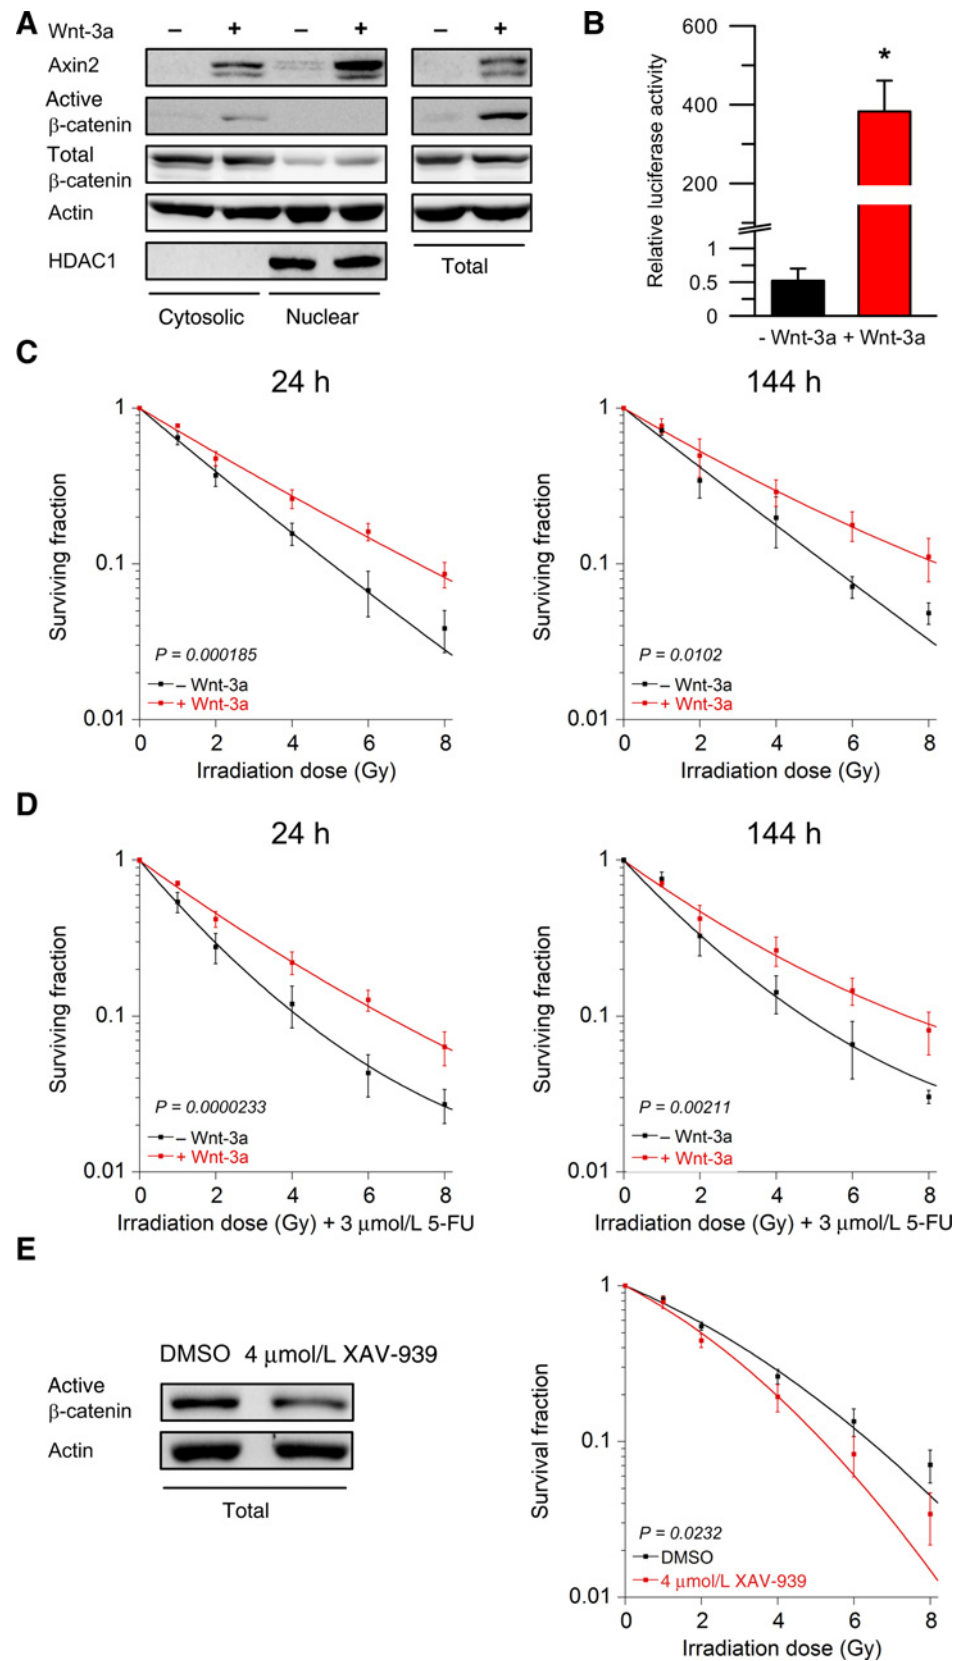 A
Wnt-3a – + – + – +
Axin2
Active
β-catenin
Total
β-catenin
Actin
HDAC1
Cytosolic Nuclear
Total
B
Relative luciferase activity
600
400
200
1
0.5
0
*
- Wnt-3a + Wnt-3a
C
24 h
Surviving fraction
1
0.1
0.01
P = 0.000185
– Wnt-3a
+ Wnt-3a
0 2 4 6 8
Irradiation dose (Gy)
144 h
Surviving fraction
1
0.1
0.01
P = 0.0102
– Wnt-3a
+ Wnt-3a
0 2 4 6 8
Irradiation dose (Gy)
D
24 h
Surviving fraction
1
0.1
0.01
P = 0.0000233
– Wnt-3a
+ Wnt-3a
0 2 4 6 8
Irradiation dose (Gy) + 3 μmol/L 5-FU
144 h
Surviving fraction
1
0.1
0.01
P = 0.00211
– Wnt-3a
+ Wnt-3a
0 2 4 6 8
Irradiation dose (Gy) + 3 μmol/L 5-FU
E
DMSO 4 μmol/L XAV-939
Active
β-catenin
Actin
Total
Survival fraction
1
0.1
0.01
P = 0.0232
DMSO
4 μmol/L XAV-939
0 2 4 6 8
Irradiation dose (Gy)